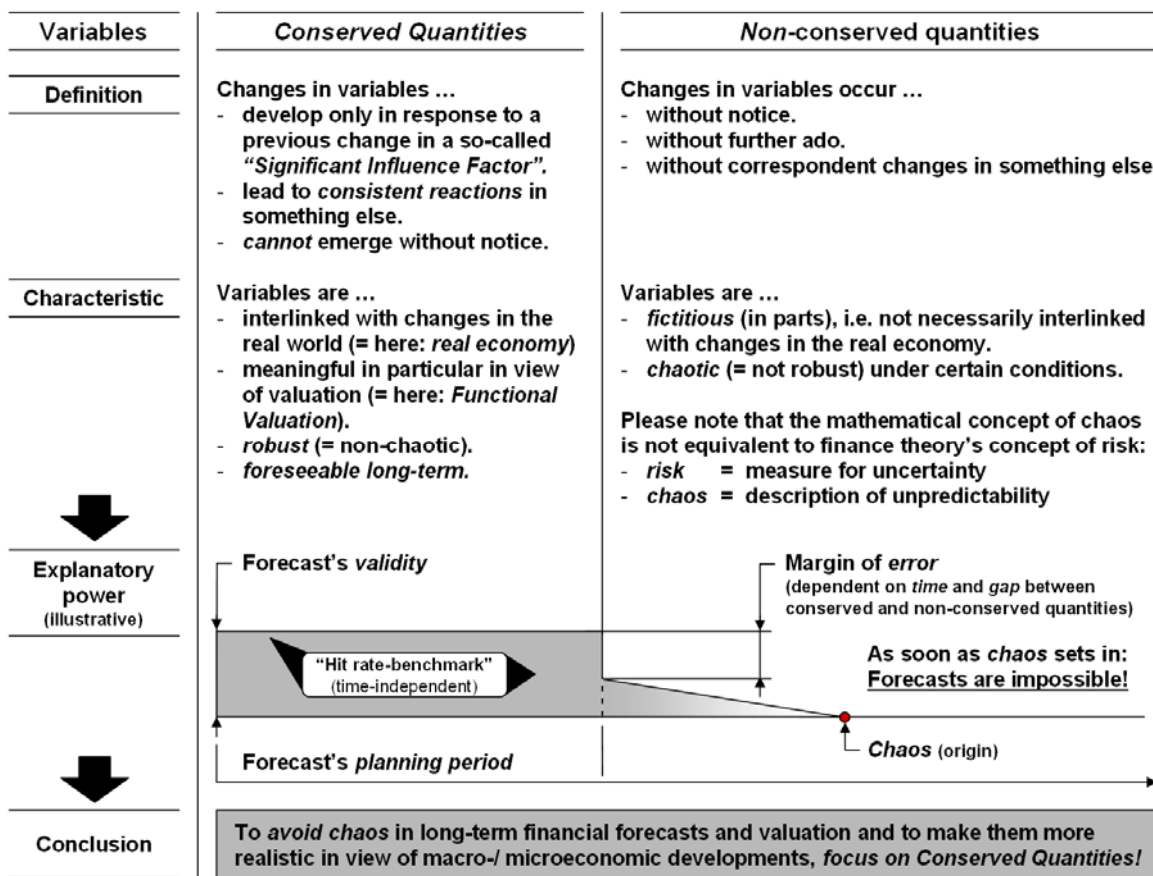 Variables
Conserved Quantities
Non-conserved quantities
Definition
Changes in variables …
- develop only in response to a
previous change in a so-called
“Significant Influence Factor”.
- lead to consistent reactions in
something else.
- cannot emerge without notice.
Changes in variables occur …
- without notice.
- without further ado.
- without correspondent changes in something else
Characteristic
Variables are …
- interlinked with changes in the
real world (= here: real economy)
- meaningful in particular in view
of valuation (= here: Functional
Valuation).
- robust (= non-chaotic).
- foreseeable long-term.
Variables are …
- fictitious (in parts), i.e. not necessarily interlinked
with changes in the real economy.
- chaotic (= not robust) under certain conditions.
Please note that the mathematical concept of chaos
is not equivalent to finance theory’s concept of risk:
- risk = measure for uncertainty
- chaos = description of unpredictability
Explanatory
power
(illustrative)
Forecast’s validity
“Hit rate-benchmark”
(time-independent)
Forecast’s planning period
Margin of error
(dependent on time and gap between
conserved and non-conserved quantities)
As soon as chaos sets in:
Forecasts are impossible!
Chaos (origin)
Conclusion
To avoid chaos in long-term financial forecasts and valuation and to make them more
realistic in view of macro-/ microeconomic developments, focus on Conserved Quantities!